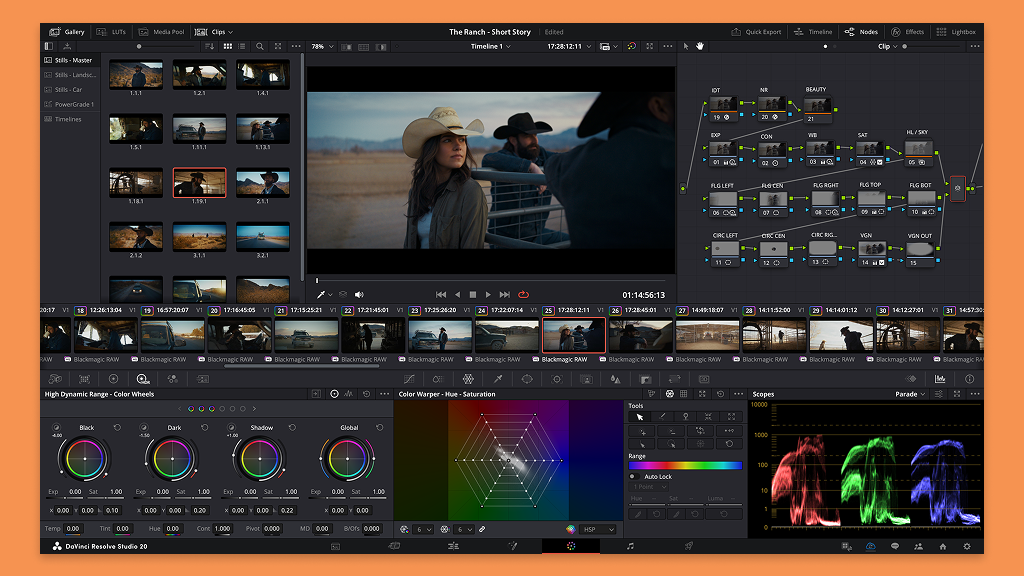 Gallery LUTs Media Pool Clips The Ranch - Short Story Edited Quick Export Timeline Nodes Effects Lightbox
78% Timeline 1 17:28:12:11 Clip
Stills - Master
Stills - Landsc...
Stills - Car
PowerGrade 1
Timelines
1.1.1 1.2.1 1.4.1
1.5.1 1.11.1 1.13.1
1.18.1 1.19.1 2.1.1
2.1.2 3.1.1 3.2.1
IDT NR BEAUTY
19 20 21
EXP CON WB SAT HL / SKY
01 02 03 04 05
FLG LEFT FLG CEN FLG RGHT FLG TOP FLG BOT
06 07 08 09 10
CIRC LEFT CIRC CEN CIRC RIG... VGN VGN OUT
11 12 13 14 15
01:14:56:13
20:17 V1 18 12:26:13:04 V1 19 16:57:20:07 V1 20 17:16:45:05 V1 21 17:15:25:21 V1 22 17:21:45:01 V1 23 17:25:26:20 V1 24 17:22:07:14 V1 25 17:28:12:11 V1 26 17:28:45:01 V1 27 14:49:18:07 V1 28 14:11:52:00 V1 29 14:14:01:12 V1 30 14:12:27:01 V1 31 14:57:30:
RAW Blackmagic RAW Blackmagic RAW Blackmagic RAW Blackmagic RAW Blackmagic RAW Blackmagic RAW Blackmagic RAW Blackmagic RAW Blackmagic RAW Blackmagic RAW Blackmagic RAW Blackmagic RAW Blackmagic RAW Blackmagic
High Dynamic Range - Color Wheels Color Warper - Hue - Saturation Scopes Parade
Black Dark Shadow Global
-4.00 -1.50 +1.00
Exp 0.00 Sat 1.00 Exp 0.00 Sat 1.00 Exp 0.00 Sat 1.00 Exp 0.00 Sat 1.00
X 0.00 Y 0.00 0.10 X 0.00 Y 0.00 0.20 X 0.00 Y 0.00 0.22 X 0.00 Y 0.00
Temp 0.00 Tint 0.00 Hue 0.00 Cont 1.000 Pivot 0.000 MD 0.00 B/Ofs 0.000
6 6 HSP
Tools
Range
Auto Lock
1 Point
Hue Sat Luma
10000
1000
100
10
1
0
DaVinci Resolve Studio 20